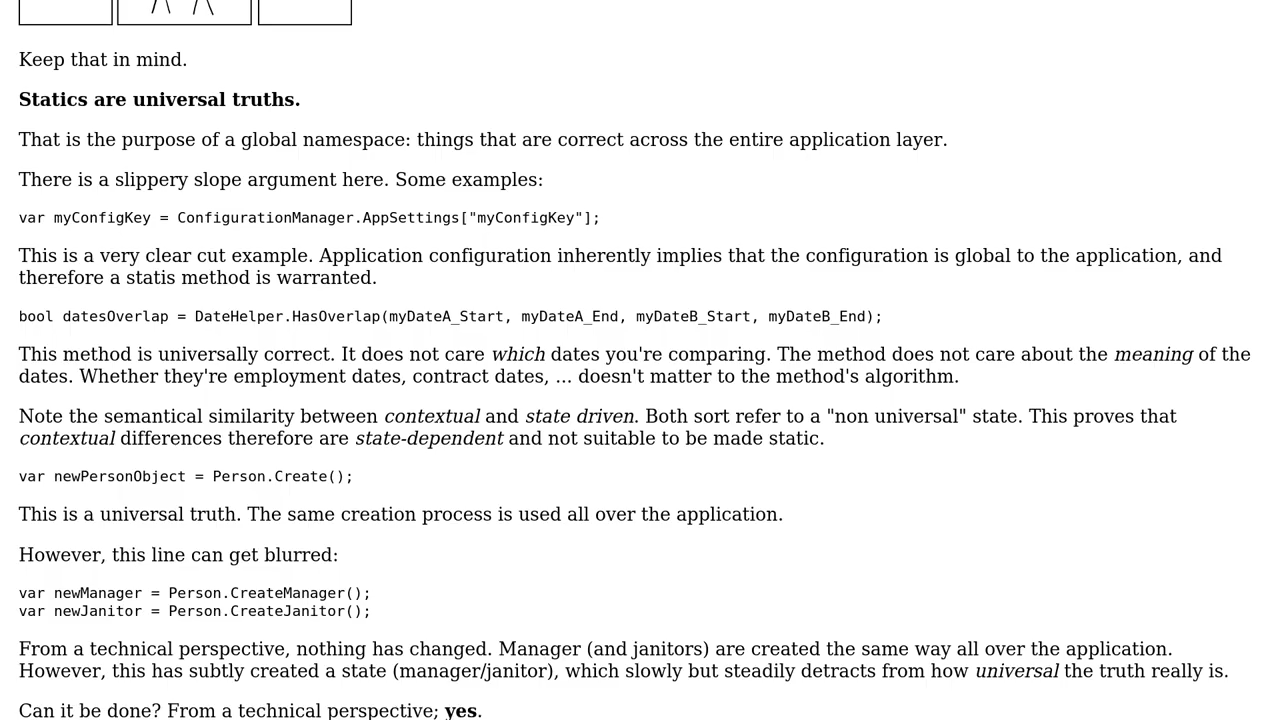 Keep that in mind.
Statics are universal truths.
That is the purpose of a global namespace: things that are correct across the entire application layer.
There is a slippery slope argument here. Some examples:
var myConfigKey = ConfigurationManager.AppSettings["myConfigKey"];
This is a very clear cut example. Application configuration inherently implies that the configuration is global to the application, and
therefore a statis method is warranted.
bool datesOverlap = DateHelper.HasOverlap(myDateA_Start, myDateA_End, myDateB_Start, myDateB_End);
This method is universally correct. It does not care which dates you're comparing. The method does not care about the meaning of the
dates. Whether they're employment dates, contract dates, ... doesn't matter to the method's algorithm.
Note the semantical similarity between contextual and state driven. Both sort refer to a "non universal" state. This proves that
contextual differences therefore are state-dependent and not suitable to be made static.
var newPersonObject = Person.Create();
This is a universal truth. The same creation process is used all over the application.
However, this line can get blurred:
var newManager = Person.CreateManager();
var newJanitor = Person.CreateJanitor();
From a technical perspective, nothing has changed. Manager (and janitors) are created the same way all over the application.
However, this has subtly created a state (manager/janitor), which slowly but steadily detracts from how universal the truth really is.
Can it be done? From a technical perspective; yes.